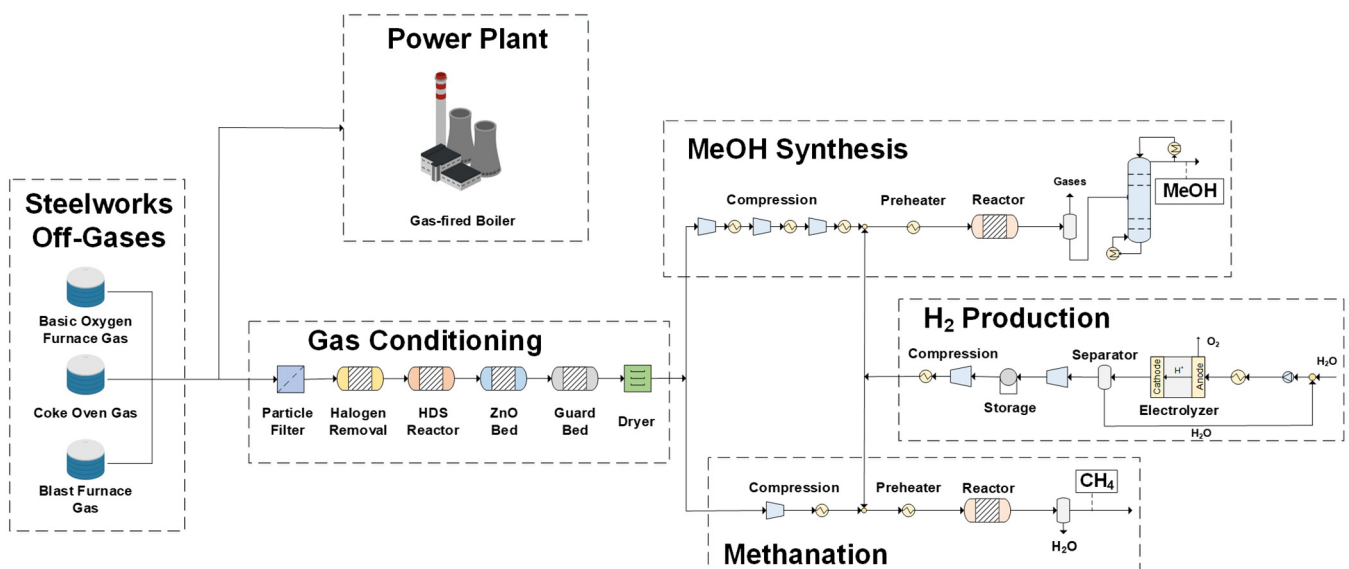 Power Plant
Gas-fired Boiler
Steelworks
Off-Gases
Basic Oxygen
Furnace Gas
Coke Oven Gas
Blast Furnace
Gas
Gas Conditioning
Particle
Filter
Halogen
Removal
HDS
Reactor
ZnO
Bed
Guard
Bed
Dryer
MeOH Synthesis
Compression
Preheater
Reactor
Gases
M
M
MeOH
H₂ Production
Compression
Storage
Separator
Cathode
H⁺
Anode
O₂
Electrolyzer
H₂O
H₂O
Compression
Preheater
Reactor
CH₄
H₂O
Methanation